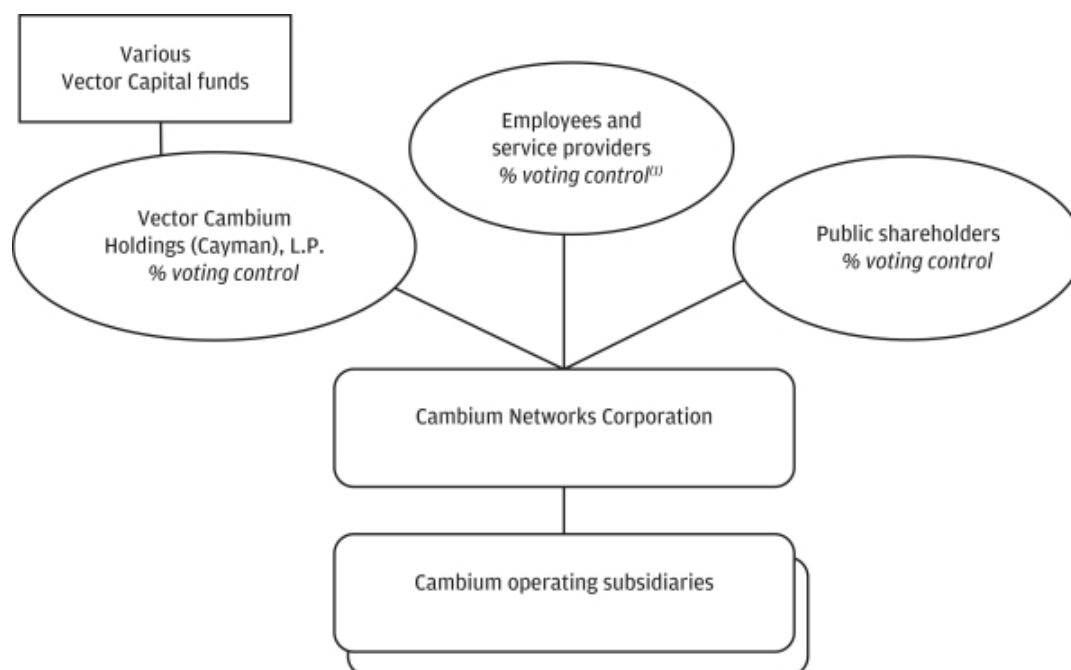 Various
Vector Capital funds
Employees and
service providers
% voting control(1)
Vector Cambium
Holdings (Cayman), L.P.
% voting control
Public shareholders
% voting control
Cambium Networks Corporation
Cambium operating subsidiaries